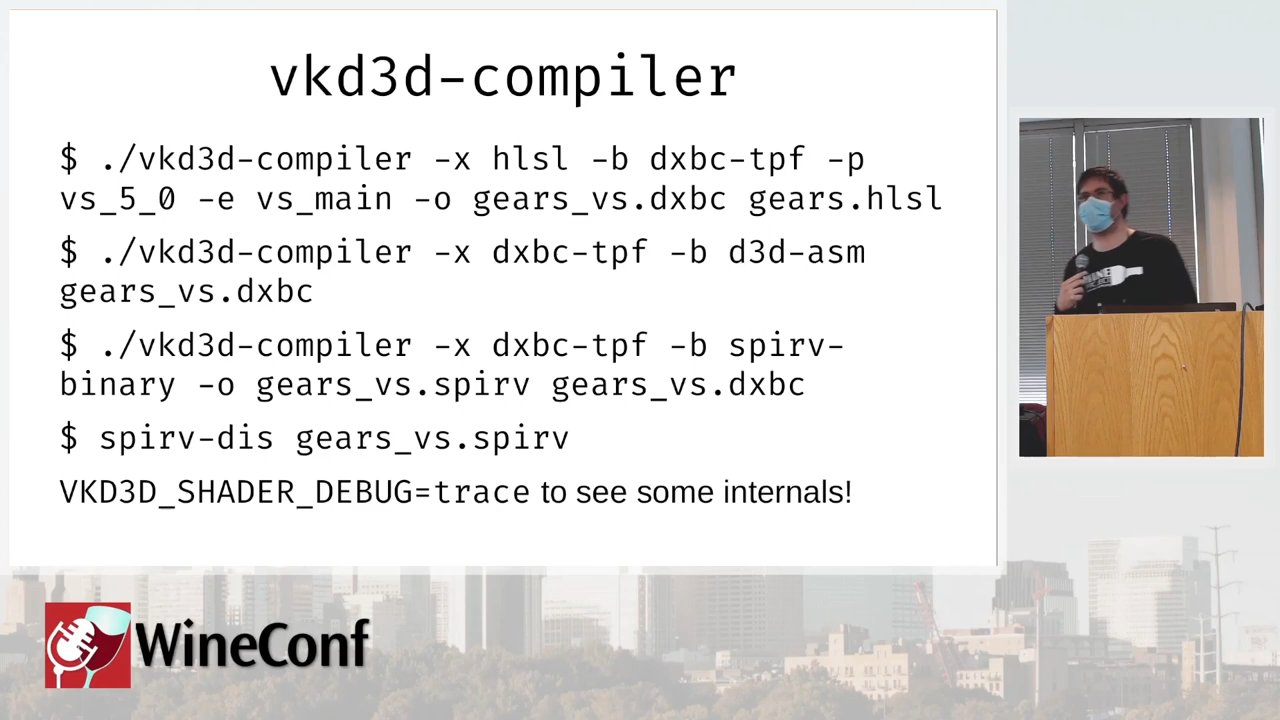 vkd3d-compiler
$ ./vkd3d-compiler -x hlsl -b dxbc-tpf -p
vs_5_0 -e vs_main -o gears_vs.dxbc gears.hlsl
$ ./vkd3d-compiler -x dxbc-tpf -b d3d-asm
gears_vs.dxbc
$ ./vkd3d-compiler -x dxbc-tpf -b spirv-
binary -o gears_vs.spirv gears_vs.dxbc
$ spirv-dis gears_vs.spirv
VKD3D_SHADER_DEBUG=trace to see some internals!
WineConf